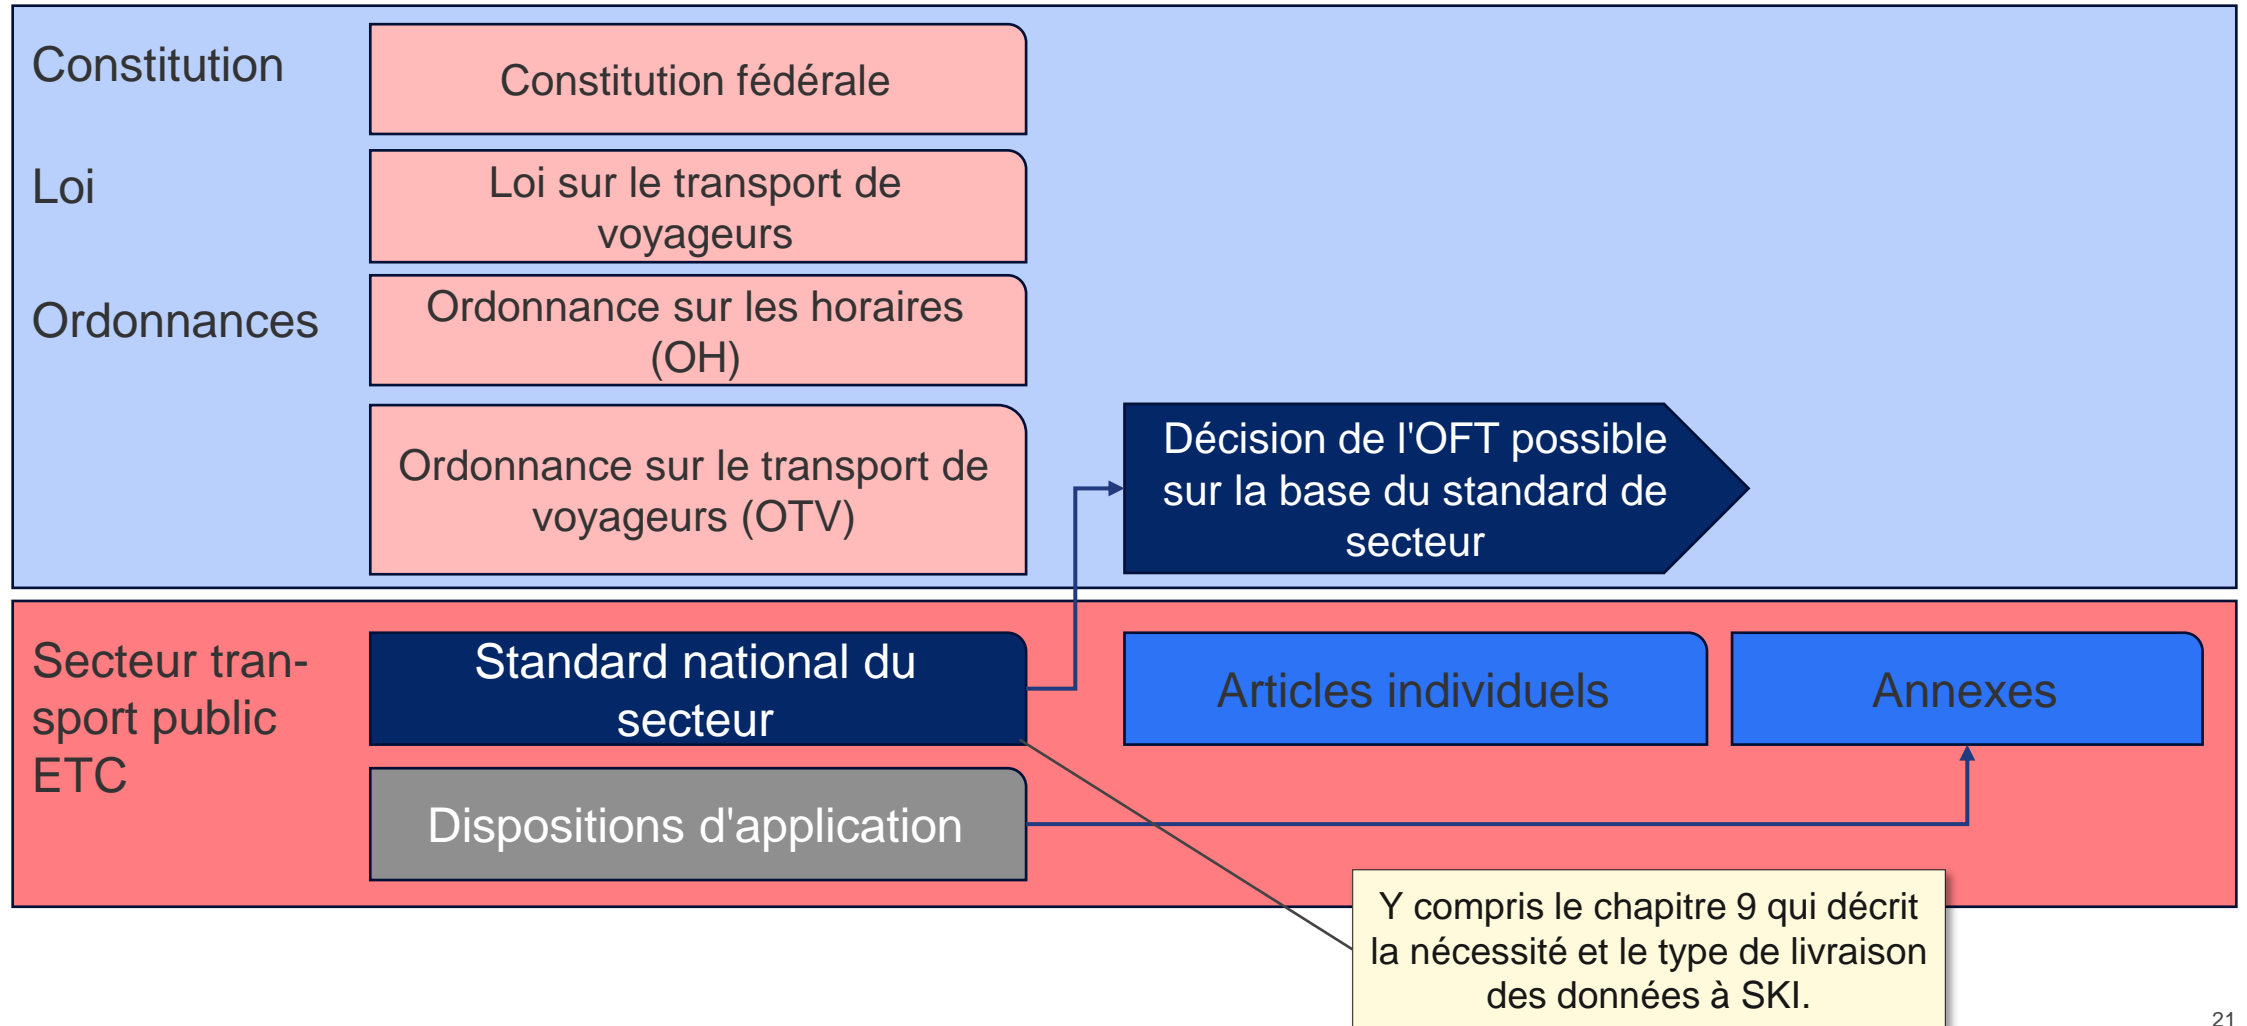 Constitution
Constitution fédérale
Loi
Loi sur le transport de
voyageurs
Ordonnances
Ordonnance sur les horaires
(OH)
Ordonnance sur le transport de
voyageurs (OTV)
Décision de l'OFT possible
sur la base du standard de
secteur
Secteur tran-
sport public
ETC
Standard national du
secteur
Articles individuels
Annexes
Dispositions d'application
Y compris le chapitre 9 qui décrit
la nécessité et le type de livraison
des données à SKI.
21